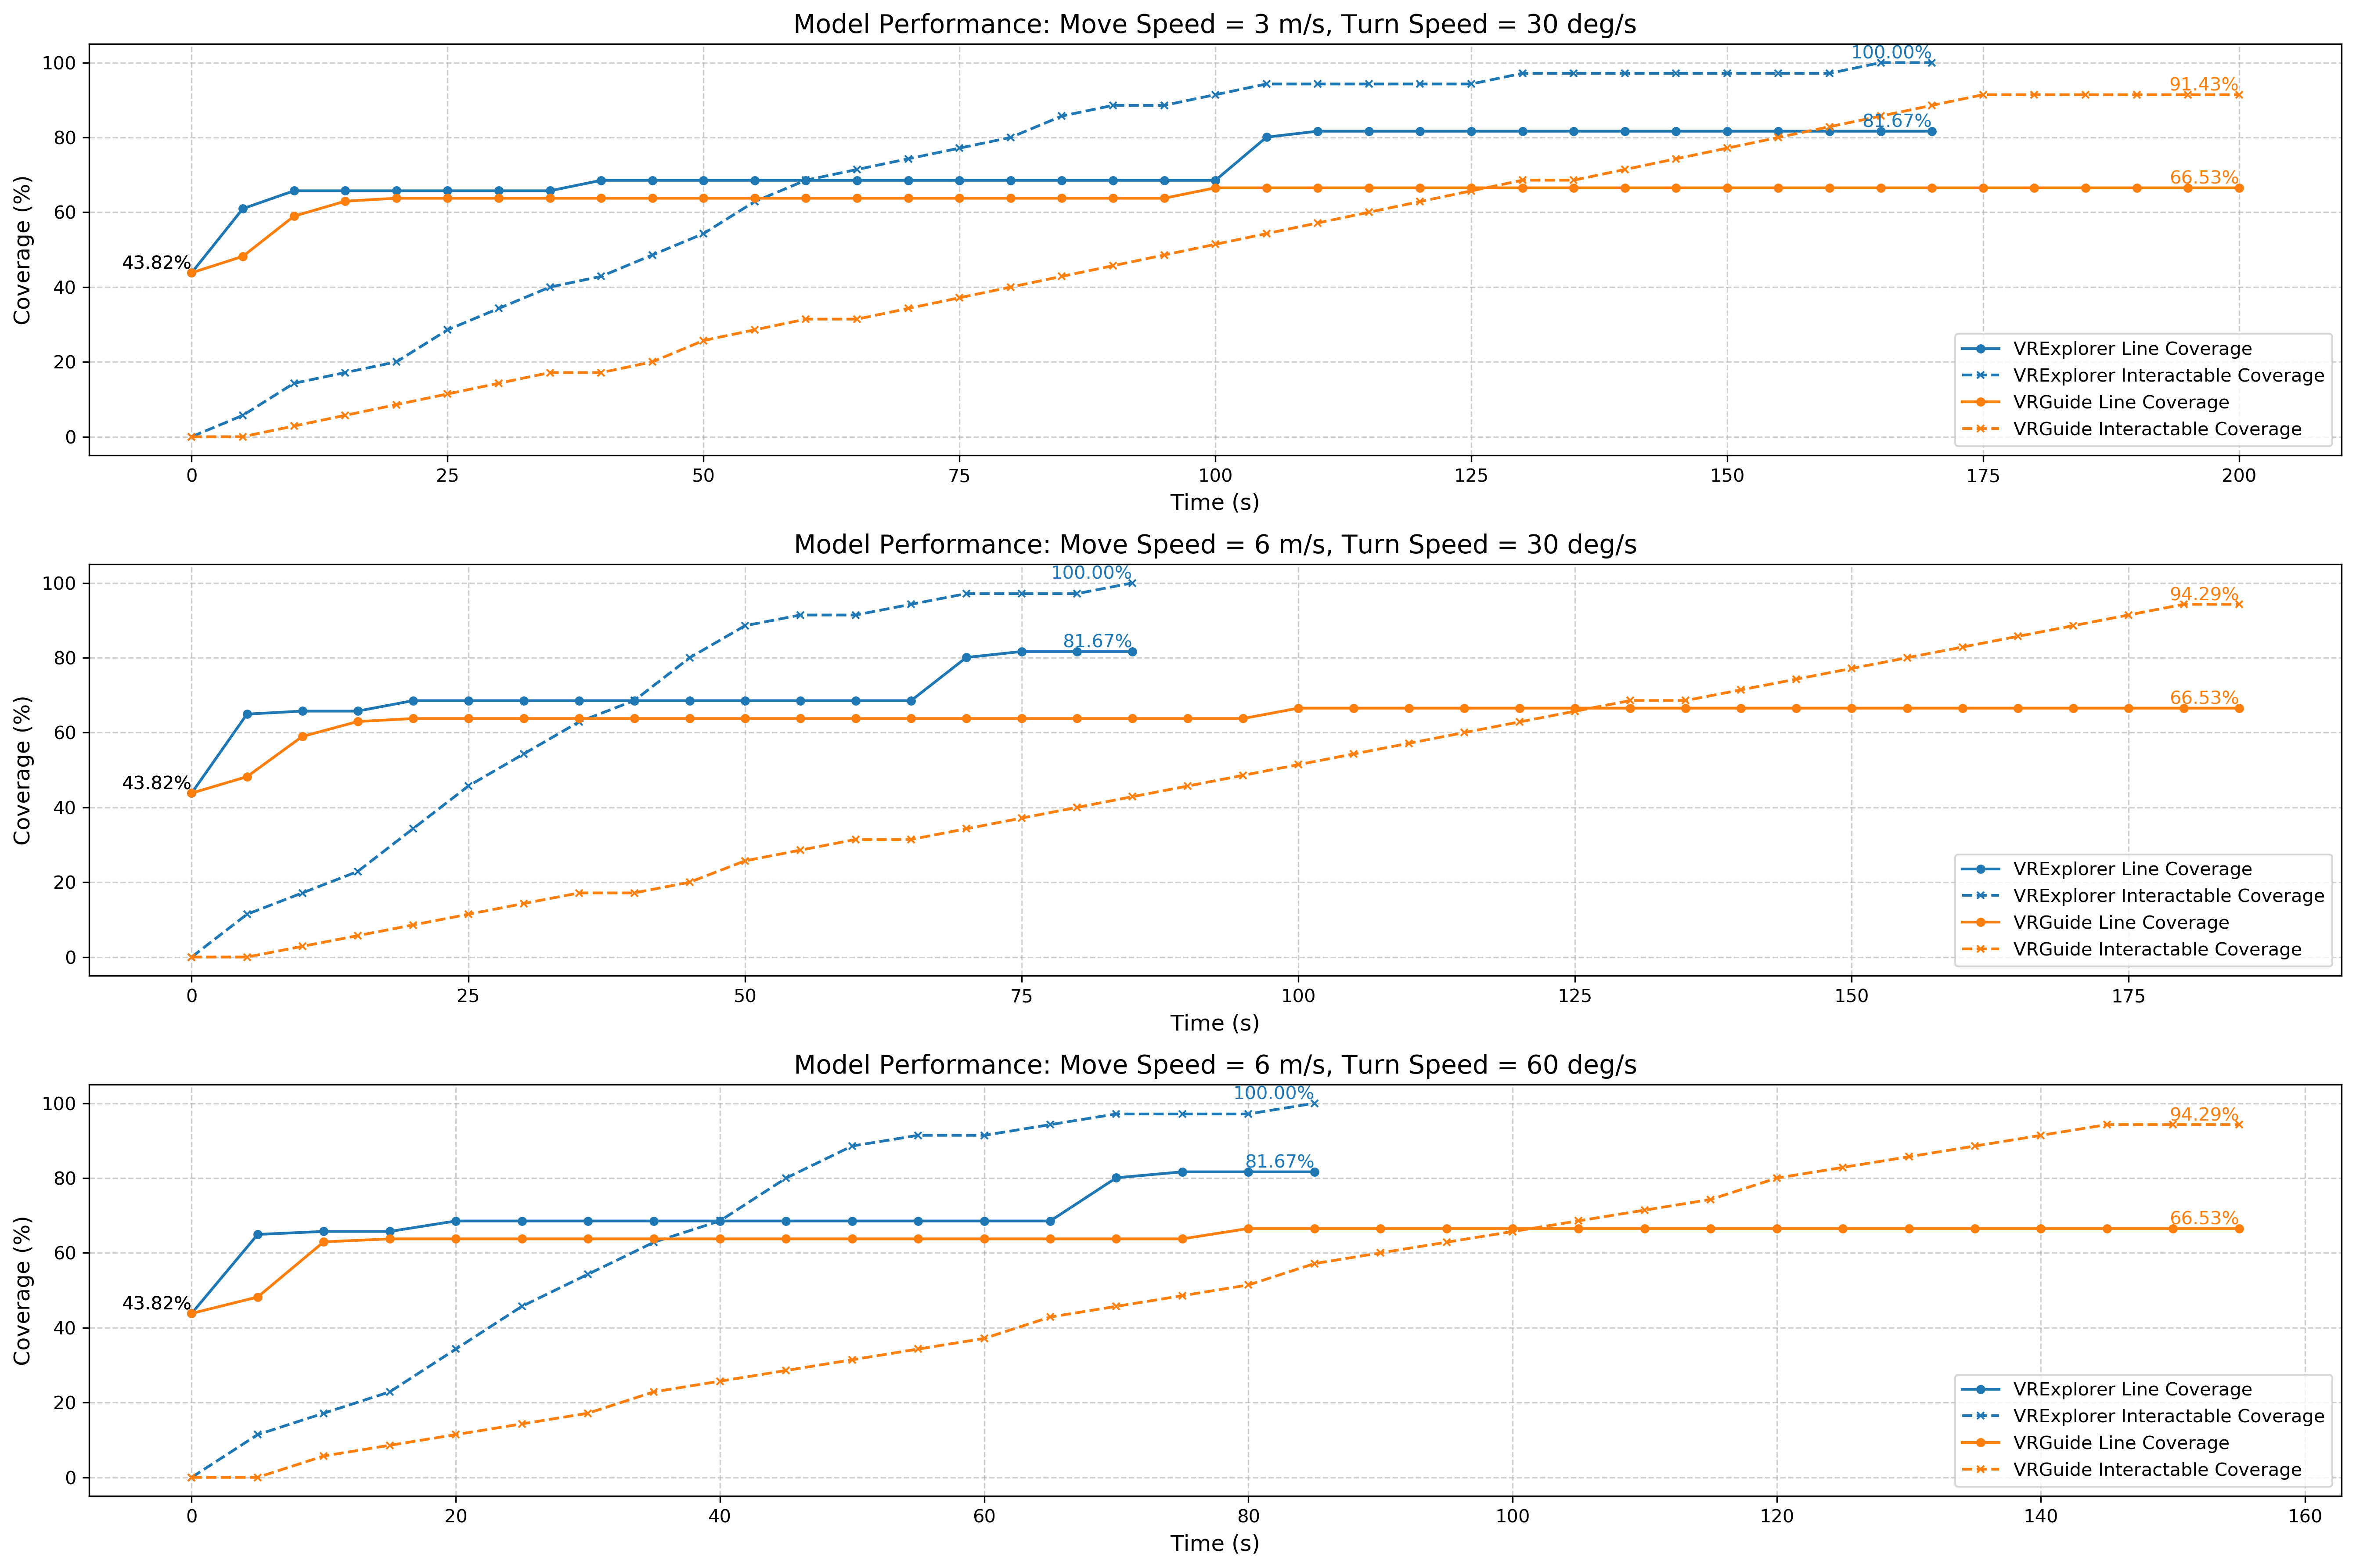 Model Performance: Move Speed = 3 m/s, Turn Speed = 30 deg/s
Coverage (%)
100
80
60
40
20
0
43.82%
100.00%
91.43%
81.67%
66.53%
VRExplorer Line Coverage
VRExplorer Interactable Coverage
VRGuide Line Coverage
VRGuide Interactable Coverage
0 25 50 75 100 125 150 175 200
Time (s)
Model Performance: Move Speed = 6 m/s, Turn Speed = 30 deg/s
Coverage (%)
100
80
60
40
20
0
43.82%
100.00%
94.29%
81.67%
66.53%
VRExplorer Line Coverage
VRExplorer Interactable Coverage
VRGuide Line Coverage
VRGuide Interactable Coverage
0 25 50 75 100 125 150 175
Time (s)
Model Performance: Move Speed = 6 m/s, Turn Speed = 60 deg/s
Coverage (%)
100
80
60
40
20
0
43.82%
100.00%
94.29%
81.67%
66.53%
VRExplorer Line Coverage
VRExplorer Interactable Coverage
VRGuide Line Coverage
VRGuide Interactable Coverage
0 20 40 60 80 100 120 140 160
Time (s)